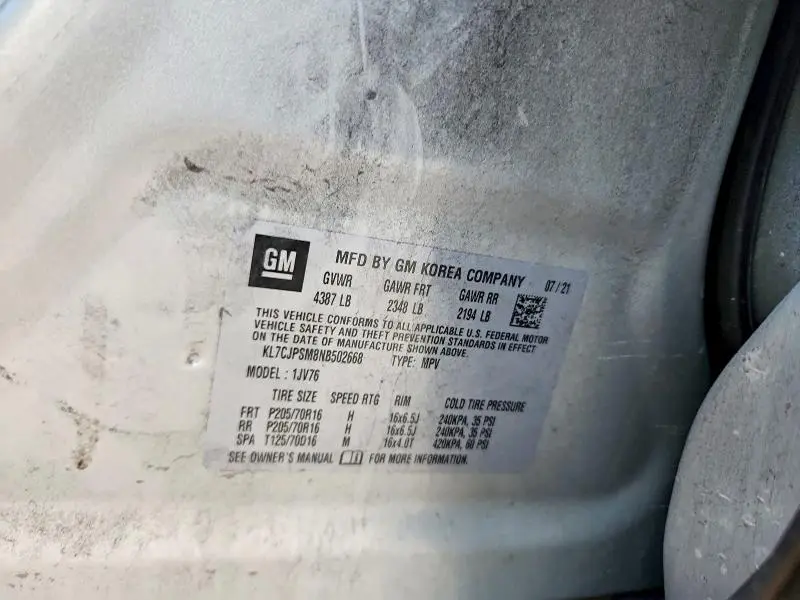 GM
MFD BY GM KOREA COMPANY 07/21
GVWR GAWR FRT GAWR RR
4387 LB 2348 LB 2194 LB
THIS VEHICLE CONFORMS TO ALL APPLICABLE U.S. FEDERAL MOTOR
VEHICLE SAFETY AND THEFT PREVENTION STANDARDS IN EFFECT
ON THE DATE OF MANUFACTURE SHOWN ABOVE.
KL7CJPSM8NB502668 TYPE: MPV
MODEL : 1JV76
TIRE SIZE SPEED RTG RIM COLD TIRE PRESSURE
FRT P205/70R16 H 16x6.5J 240KPA, 35 PSI
RR P205/70R16 H 16x6.5J 240KPA, 35 PSI
SPA T125/70D16 M 16x4.0T 420KPA, 60 PSI
SEE OWNER'S MANUAL FOR MORE INFORMATION.